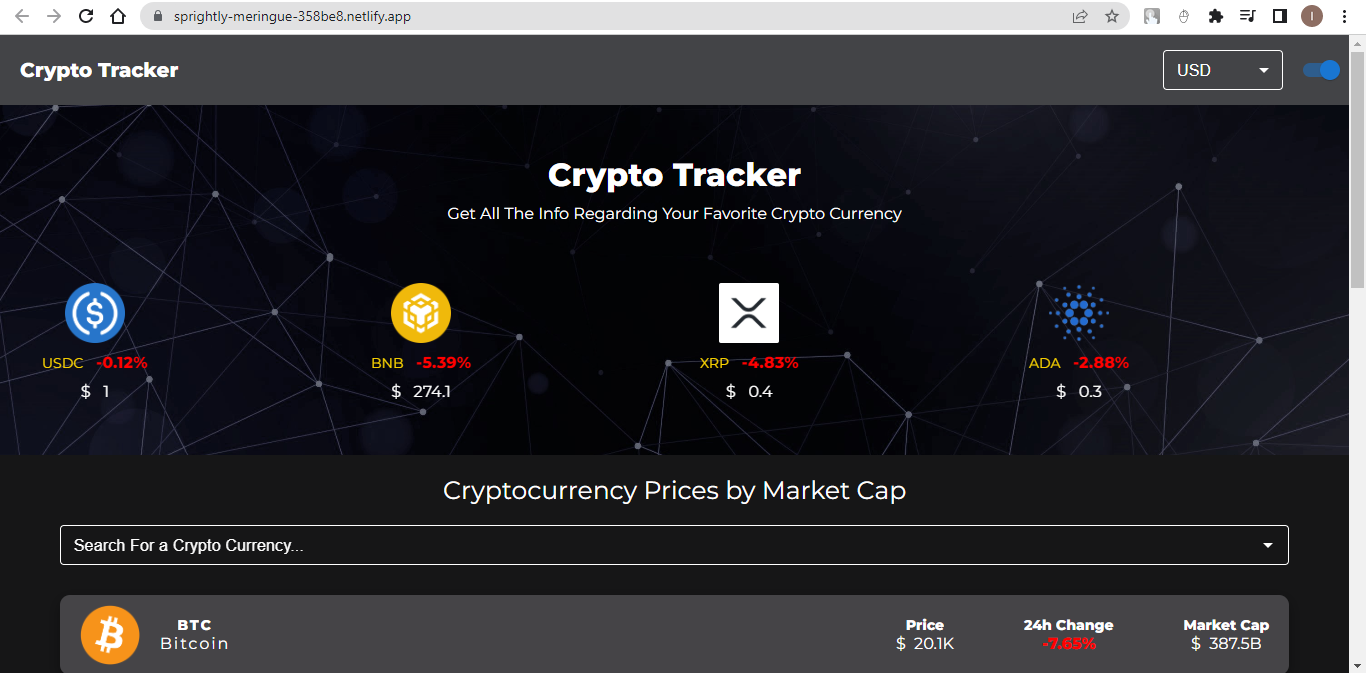 sprightly-meringue-358be8.netlify.app
I
Crypto Tracker
USD
Crypto Tracker
Get All The Info Regarding Your Favorite Crypto Currency
USDC -0.12%
$ 1
BNB -5.39%
$ 274.1
XRP -4.83%
$ 0.4
ADA -2.88%
$ 0.3
Cryptocurrency Prices by Market Cap
Search For a Crypto Currency...
BTC
Bitcoin
Price
$ 20.1K
24h Change
-7.65%
Market Cap
$ 387.5B